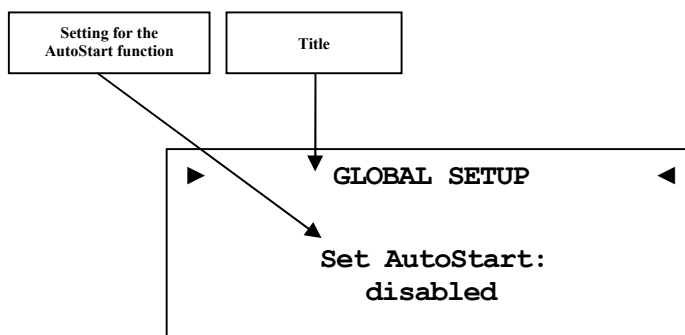 Setting for the
AutoStart function
Title
► GLOBAL SETUP ◄
Set AutoStart:
disabled